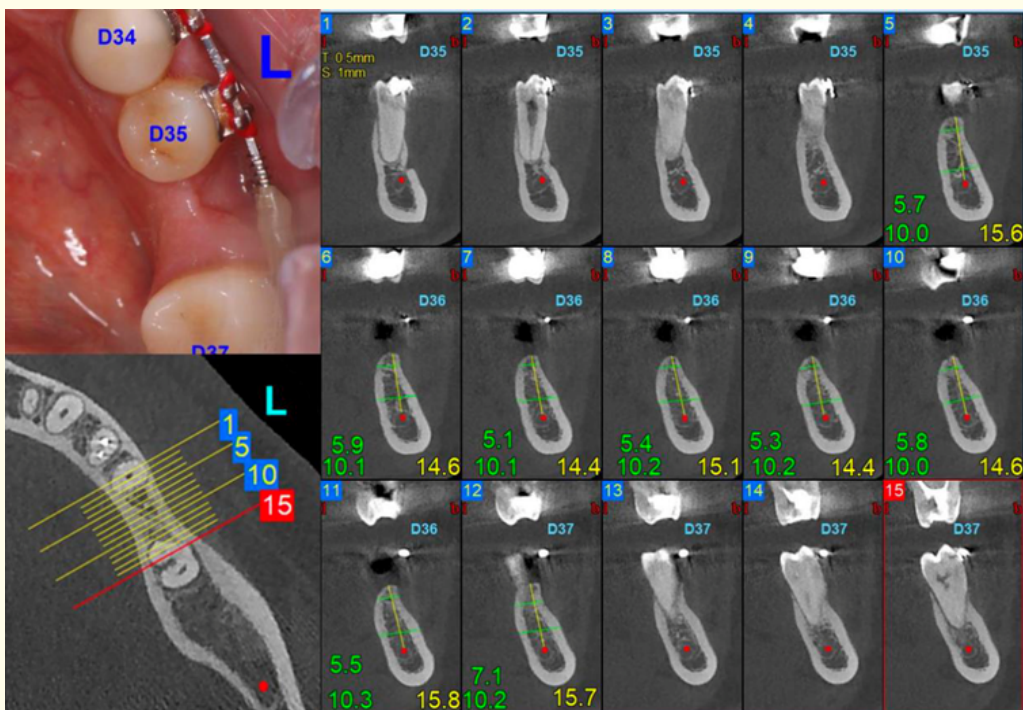 D34
L
D35
D37
L
1
5
10
15
1
D35
T 0.5mm
S 1mm
2
D35
3
D35
4
D35
5
D35
5.7
10.0 15.6
6
D36
5.9
10.1 14.6
7
D36
5.1
10.1 14.4
8
D36
5.4
10.2 15.1
9
D36
5.3
10.2 14.4
10
D36
5.8
10.0 14.6
11
D36
5.5
10.3 15.8
12
D37
7.1
10.2 15.7
13
D37
14
D37
15
D37